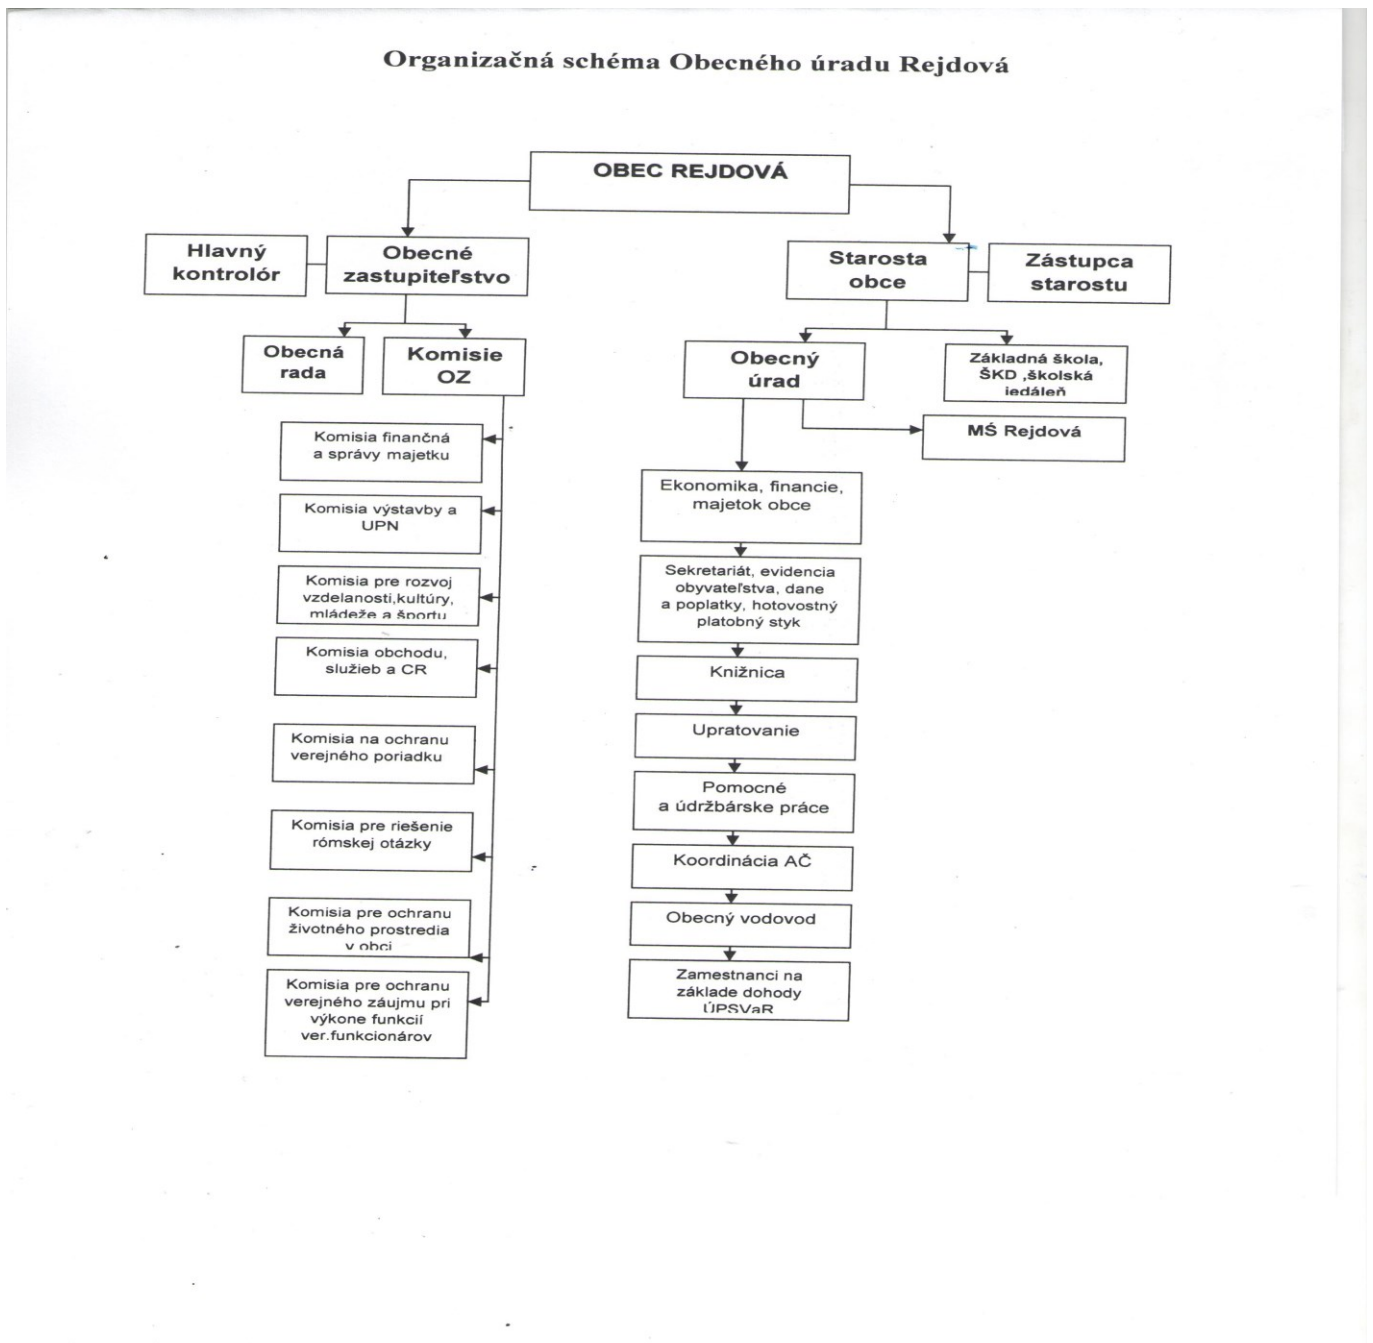 Organizačná schéma Obecného úradu Rejdová
OBEC REJDOVÁ
Hlavný
kontrolór
Obecné
zastupiteľstvo
Starosta
obce
Zástupca
starostu
Obecná
rada
Komisie
OZ
Obecný
úrad
Základná škola,
ŠKD ,školská
jedáleň
MŠ Rejdová
Komisia finančná
a správy majetku
Komisia výstavby a
UPN
Komisia pre rozvoj
vzdelanosti,kultúry,
mládeže a športu
Komisia obchodu,
služieb a CR
Komisia na ochranu
verejného poriadku
Komisia pre riešenie
rómskej otázky
Komisia pre ochranu
životného prostredia
v obci
Komisia pre ochranu
verejného záujmu pri
výkone funkcií
ver.funkcionárov
Ekonomika, financie,
majetok obce
Sekretariát, evidencia
obyvateľstva, dane
a poplatky, hotovostný
platobný styk
Knižnica
Upratovanie
Pomocné
a údržbárske práce
Koordinácia AČ
Obecný vodovod
Zamestnanci na
základe dohody
ÚPSVaR